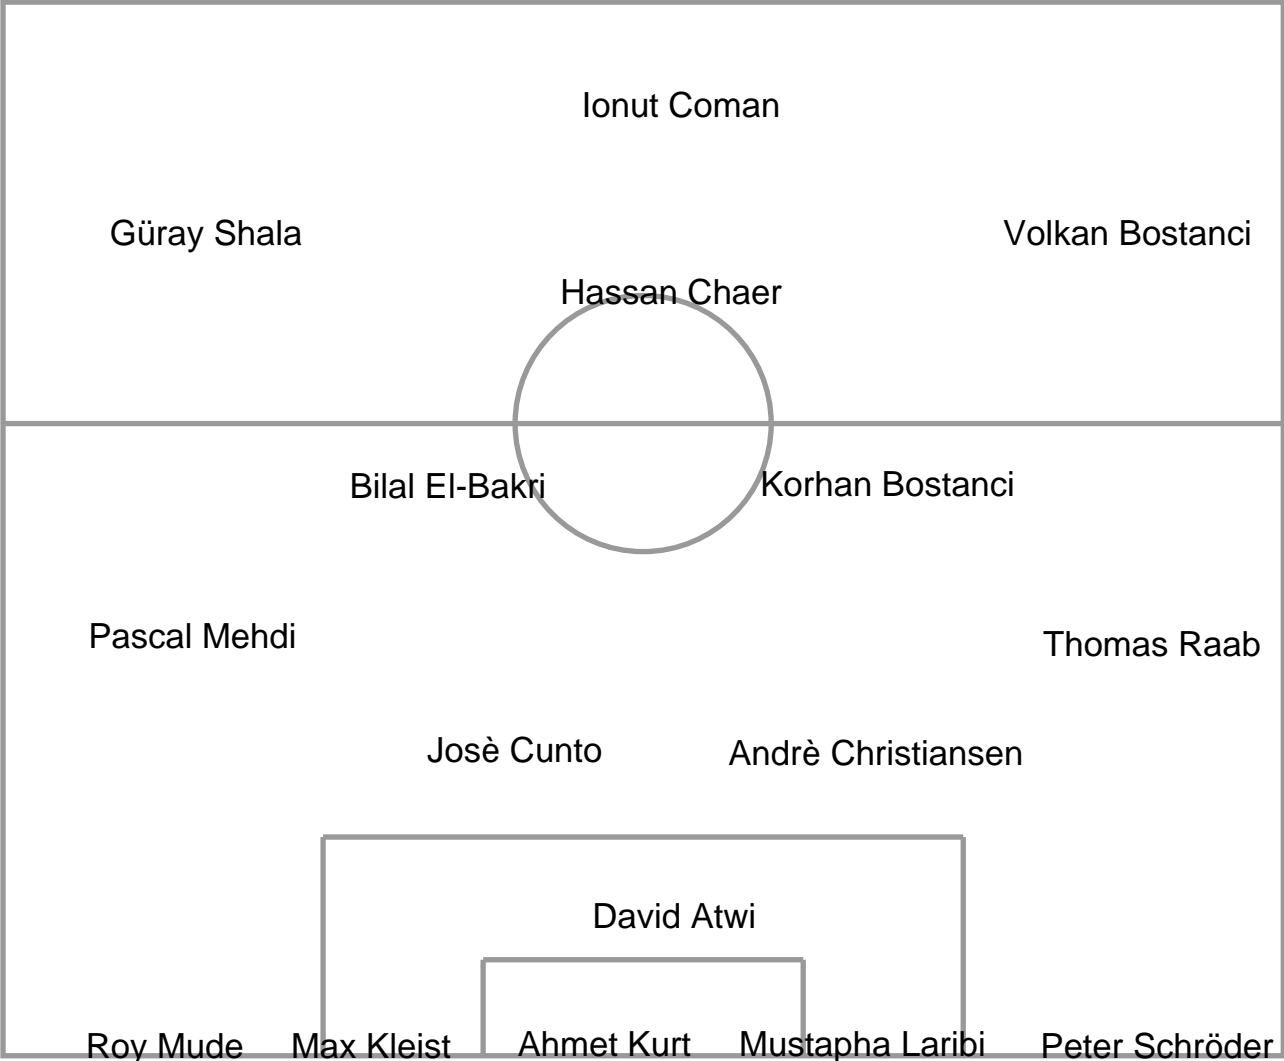 Ionut Coman
Güray Shala
Volkan Bostanci
Hassan Chaer
Bilal El-Bakri
Korhan Bostanci
Pascal Mehdi
Thomas Raab
Josè Cunto
Andrè Christiansen
David Atwi
Roy Mude
Max Kleist
Ahmet Kurt
Mustapha Laribi
Peter Schröder